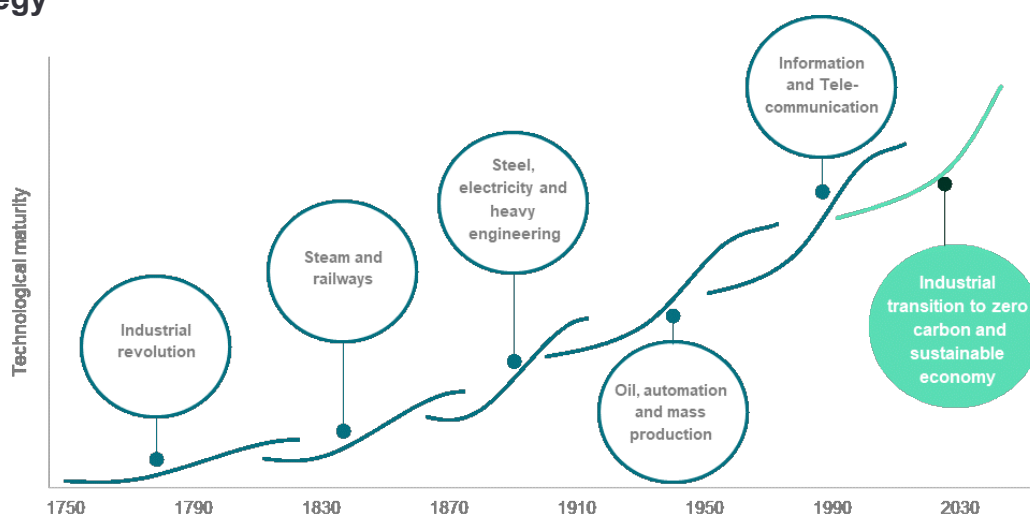 egy
Information
and Tele-
communication
Steel,
electricity and
heavy
engineering
Steam and
railways
Industrial
revolution
Oil, automation
and mass
production
Industrial
transition to zero
carbon and
sustainable
economy
Technological maturity
1750 1790 1830 1870 1910 1950 1990 2030